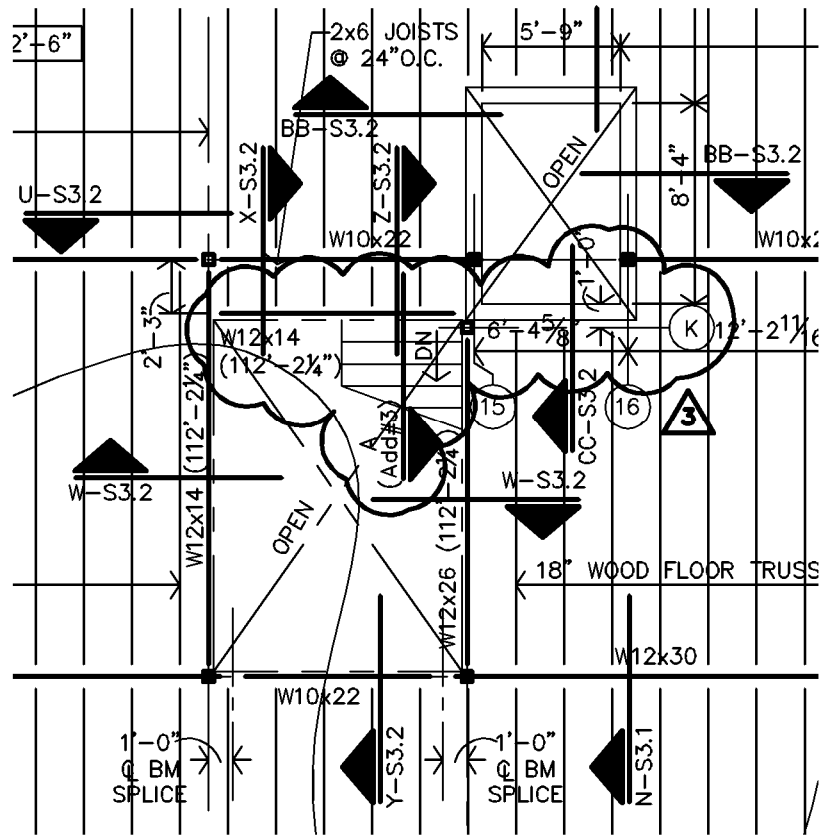 2'-6"
2x6 JOISTS
@ 24"O.C.
5'-9"
BB-S3.2
X-S3.2
Z-S3.2
OPEN
8'-4"
BB-S3.2
U-S3.2
W10x22
1'-0"
2'-3"
W12x14
(112'-2¼")
DN
6'-4⅝"
K
12'-2 11/16
W12x14 (112'-2¼")
A
(Add#3)
15
16
3
CC-S3.2
W-S3.2
W-S3.2
OPEN
W12x26 (112'-2¼")
18" WOOD FLOOR TRUSS
W12x30
W10x22
1'-0"
℄ BM
SPLICE
Y-S3.2
1'-0"
℄ BM
SPLICE
N-S3.1